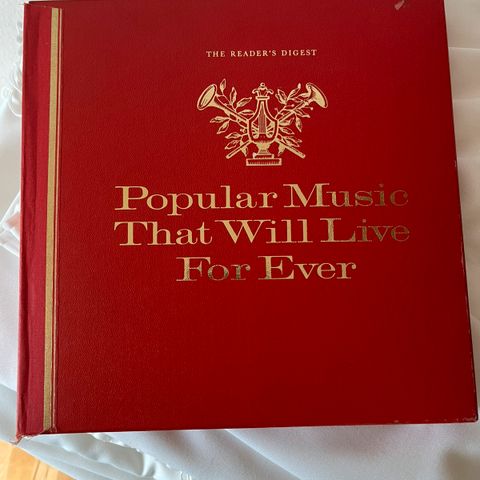 THE READER'S DIGEST
Popular Music
That Will Live
For Ever